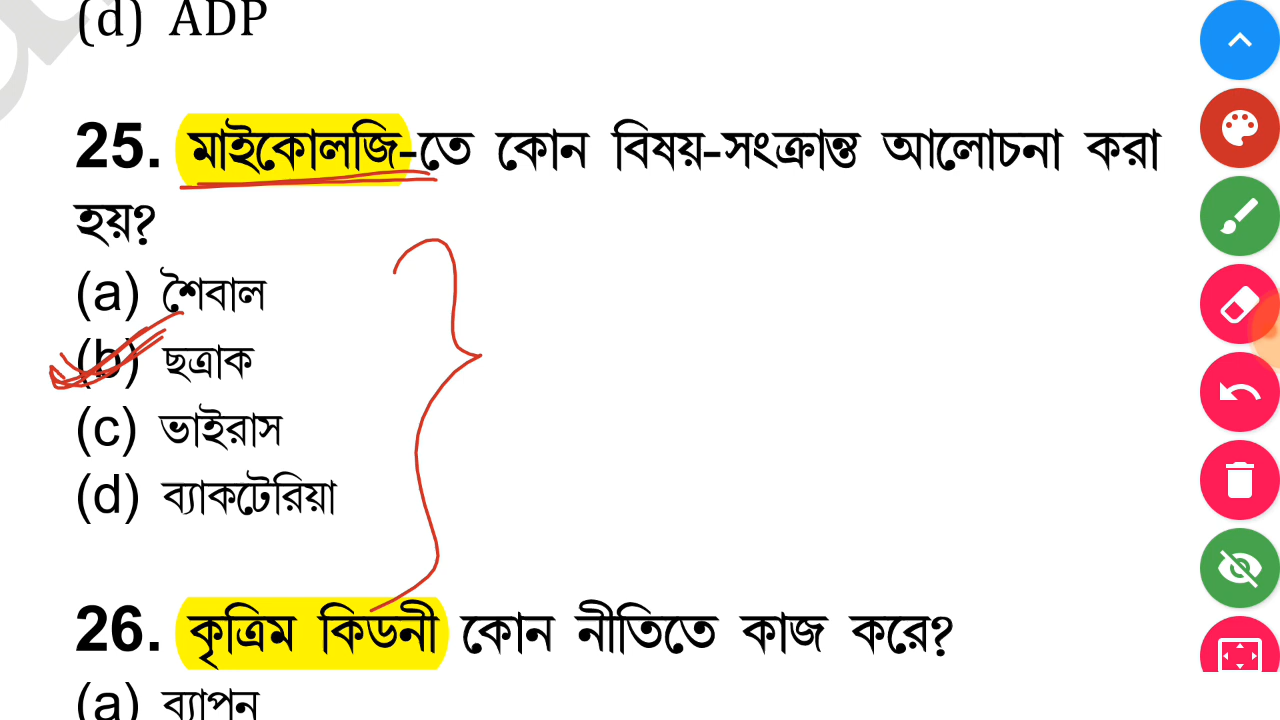 (d) ADP
25. মাইকোলজি-তে কোন বিষয়-সংক্রান্ত আলোচনা করা
হয়?
(a) শৈবাল
(b) ছত্রাক
(c) ভাইরাস
(d) ব্যাকটেরিয়া
26. কৃত্রিম কিডনী কোন নীতিতে কাজ করে?
(a) ব্যাপন